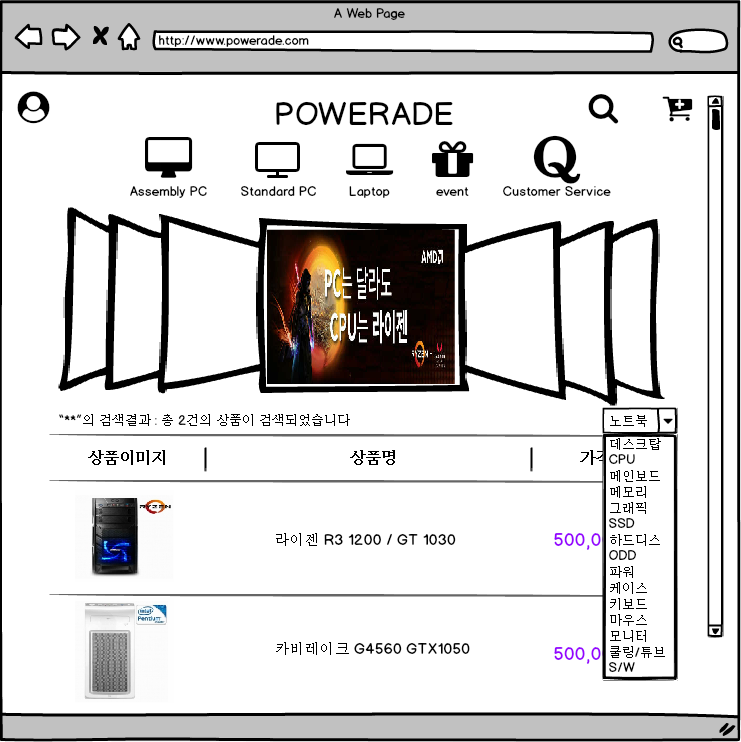 A Web Page
http://www.powerade.com
POWERADE
Assembly PC
Standard PC
Laptop
event
Customer Service
AMD
PC는 달라도
CPU는 라이젠
RYZEN
"**"의 검색결과 : 총 2건의 상품이 검색되었습니다
노트북
상품이미지
상품명
가격
데스크탑
CPU
메인보드
메모리
그래픽
SSD
하드디스
ODD
파워
케이스
키보드
마우스
모니터
쿨링/튜브
S/W
RYZEN
라이젠 R3 1200 / GT 1030
500,0
intel
PENTIUM
카비레이크 G4560 GTX1050
500,0